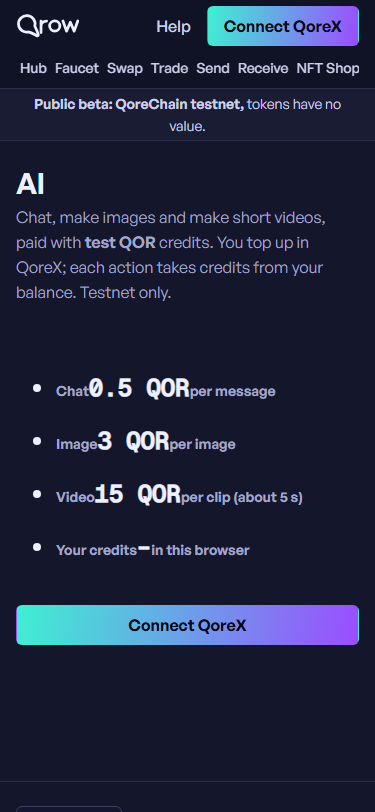 Qrow
Help
Connect QoreX
Hub Faucet Swap Trade Send Receive NFT Shop
Public beta: QoreChain testnet, tokens have no
value.
AI
Chat, make images and make short videos,
paid with test QOR credits. You top up in
QoreX; each action takes credits from your
balance. Testnet only.
Chat0.5 QORper message
Image3 QORper image
Video15 QORper clip (about 5 s)
Your credits–in this browser
Connect QoreX